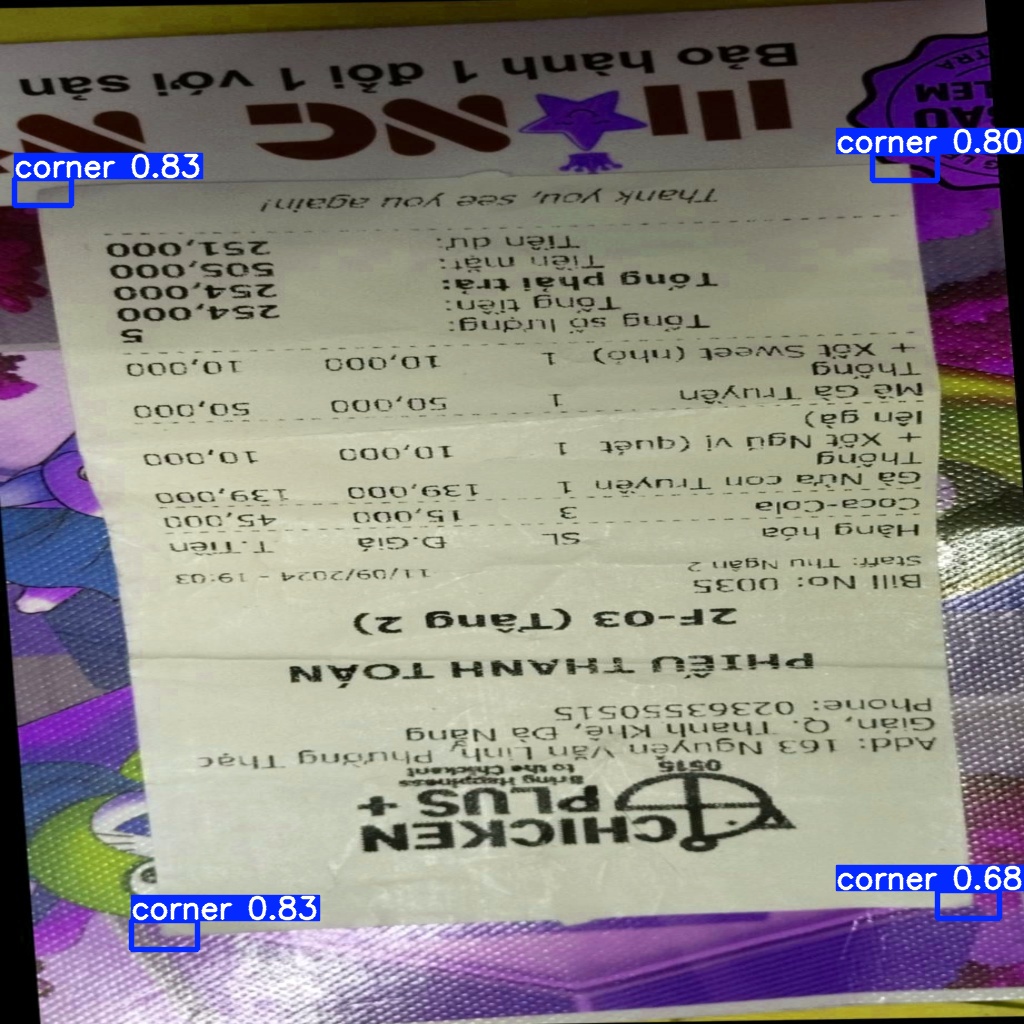 CHICKEN
PLUS+
Bring Happiness
to the Chickent
0515
Add: 163 Nguyễn Văn Linh, Phường Thạc
Gián, Q. Thanh Khê, Đà Nẵng
Phone: 02363550515
PHIẾU THANH TOÁN
2F-03 (Tầng 2)
Bill No: 0035
Staff: Thu Ngân 2 11/09/2024 - 19:03
Hàng hóa SL Đ.Giá T.Tiền
Coca-Cola 3 15,000 45,000
Gà Nửa con Truyền 1 139,000 139,000
Thống
+ Xốt Ngũ vị (quét 1 10,000 10,000
lên gà)
Mề Gà Truyền 1 50,000 50,000
Thống
+ Xốt Sweet (nhỏ) 1 10,000 10,000
Tổng số lượng: 5
Tổng tiền: 254,000
Tổng phải trả: 254,000
Tiền mặt: 505,000
Tiền dư: 251,000
Thank you, see you again!
Bảo hành 1 đổi 1 với sản
corner 0.83
corner 0.80
corner 0.83
corner 0.68